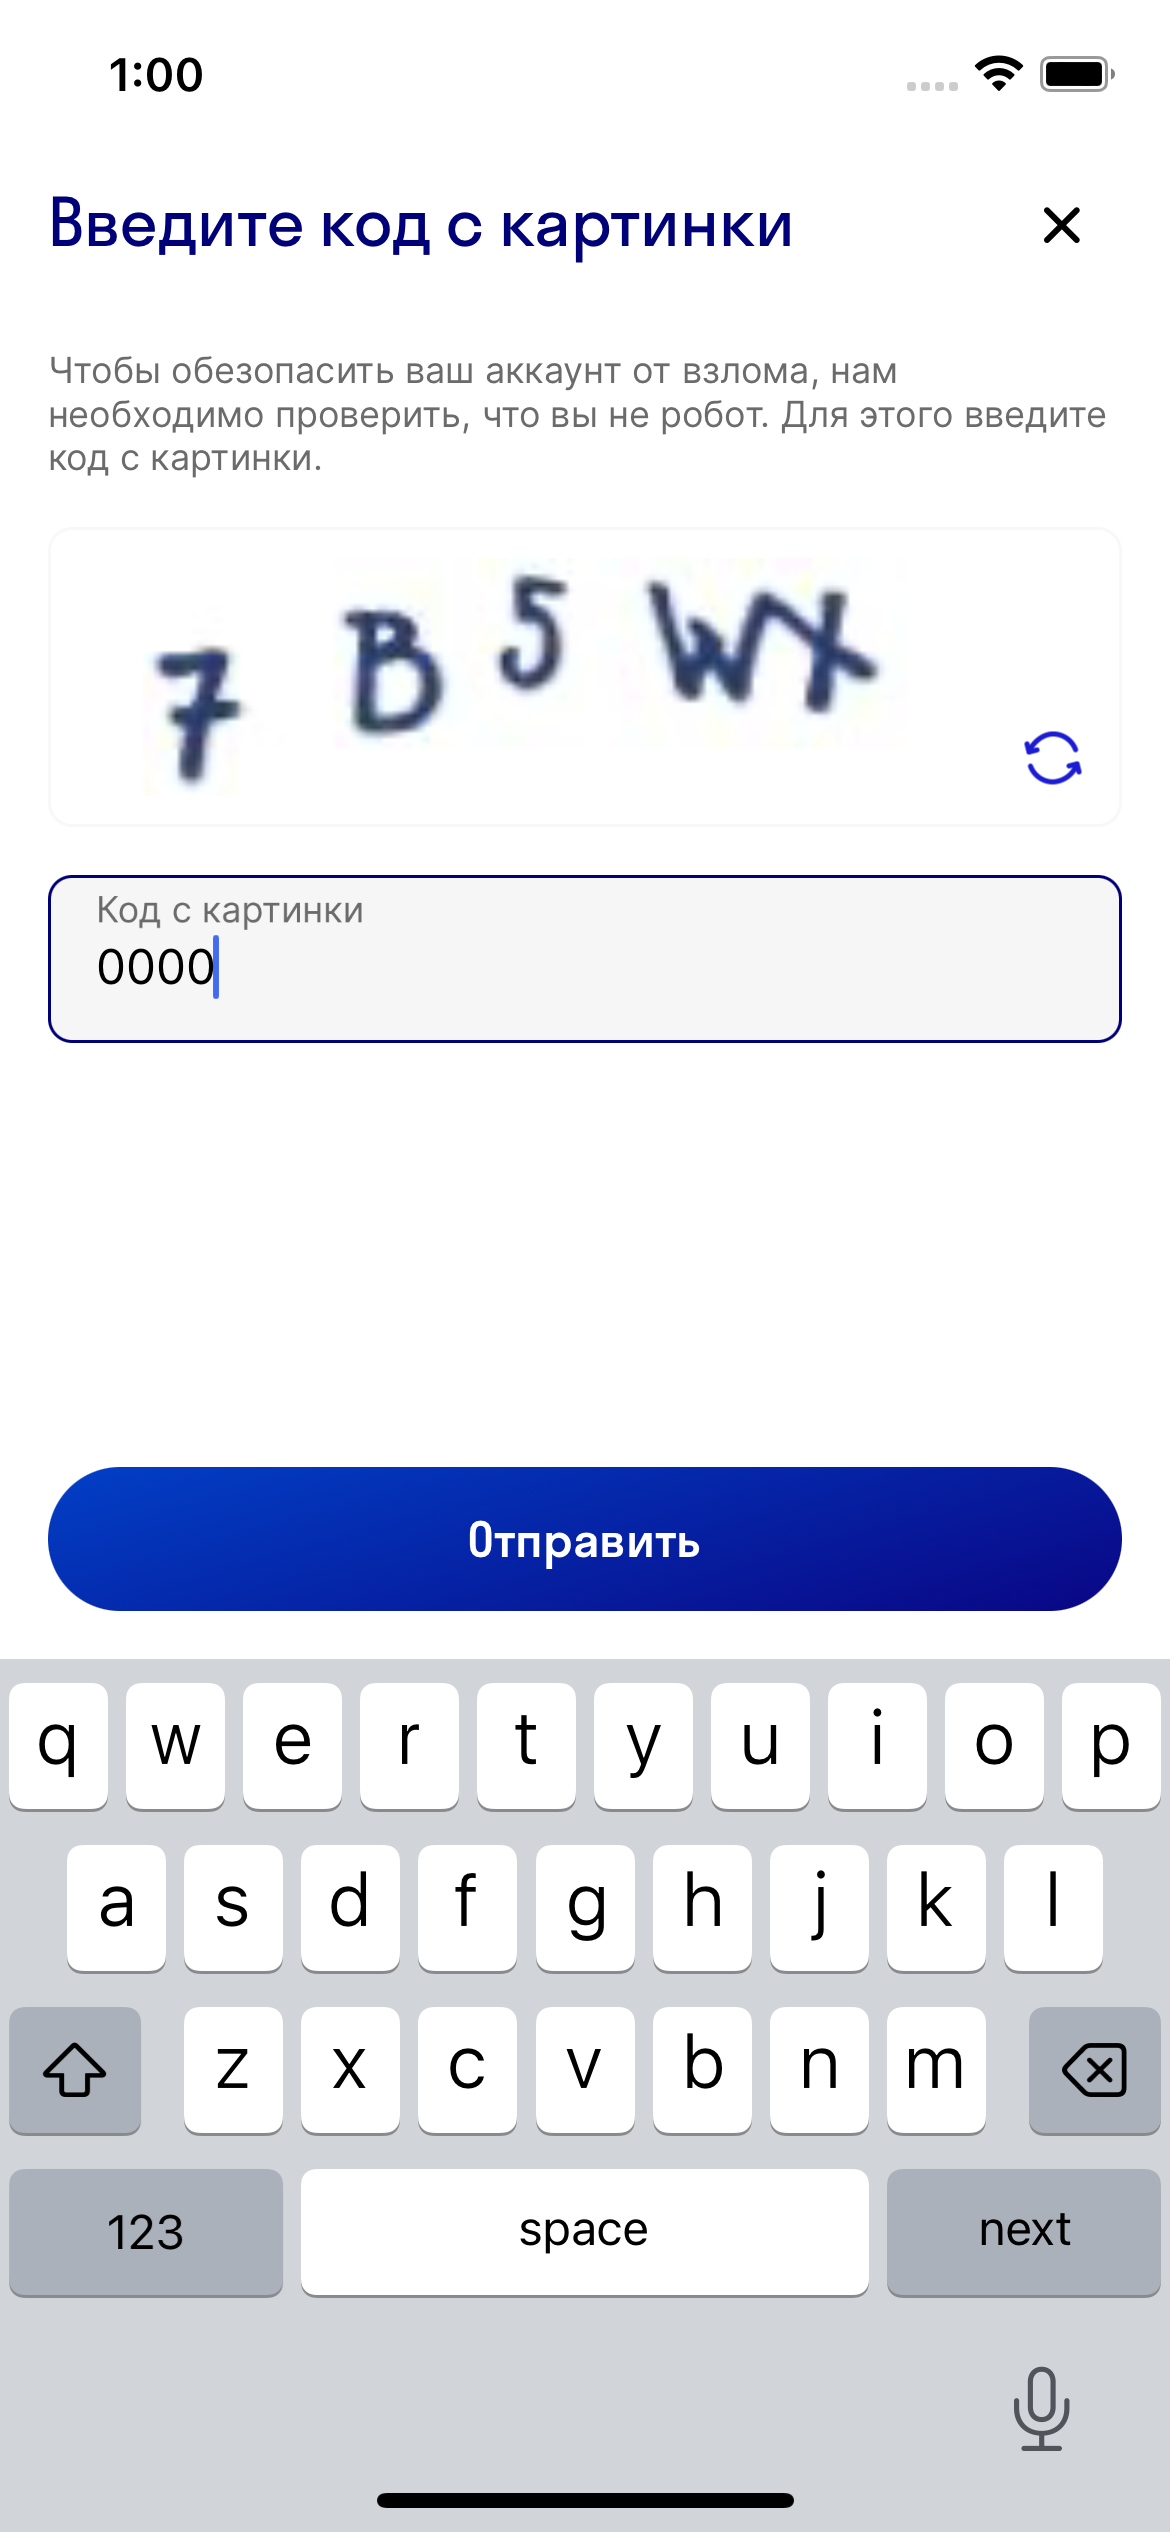 1:00
Введите код с картинки
Чтобы обезопасить ваш аккаунт от взлома, нам
необходимо проверить, что вы не робот. Для этого введите
код с картинки.
7 B 5 W X
Код с картинки
0000
Отправить
q w e r t y u i o p
a s d f g h j k l
z x c v b n m
123 space next